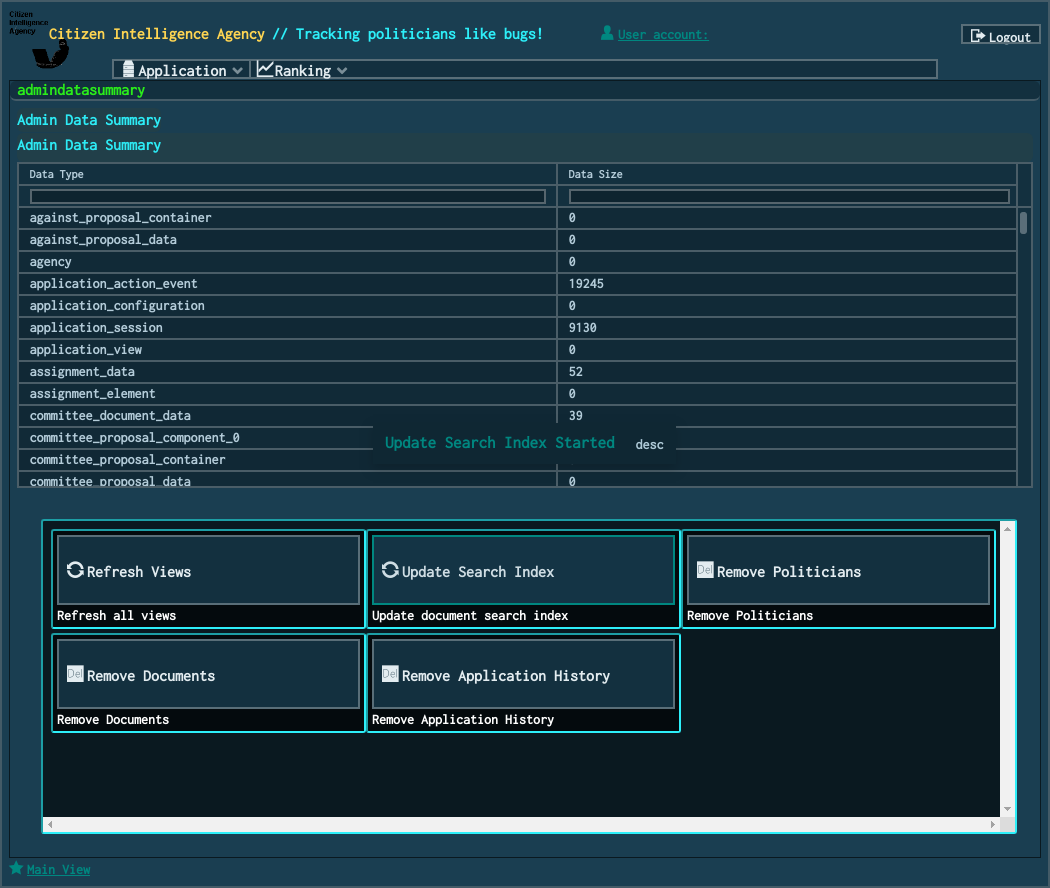 Citizen
Intelligence
Agency
Citizen Intelligence Agency // Tracking politicians like bugs!
User account:
Logout
Application
Ranking
admindatasummary
Admin Data Summary
Admin Data Summary
Data Type Data Size
against_proposal_container 0
against_proposal_data 0
agency 0
application_action_event 19245
application_configuration 0
application_session 9130
application_view 0
assignment_data 52
assignment_element 0
committee_document_data 39
committee_proposal_component_0
committee_proposal_container
committee_proposal_data 0
Update Search Index Started desc
Refresh Views
Refresh all views
Update Search Index
Update document search index
Del Remove Politicians
Remove Politicians
Del Remove Documents
Remove Documents
Del Remove Application History
Remove Application History
Main View